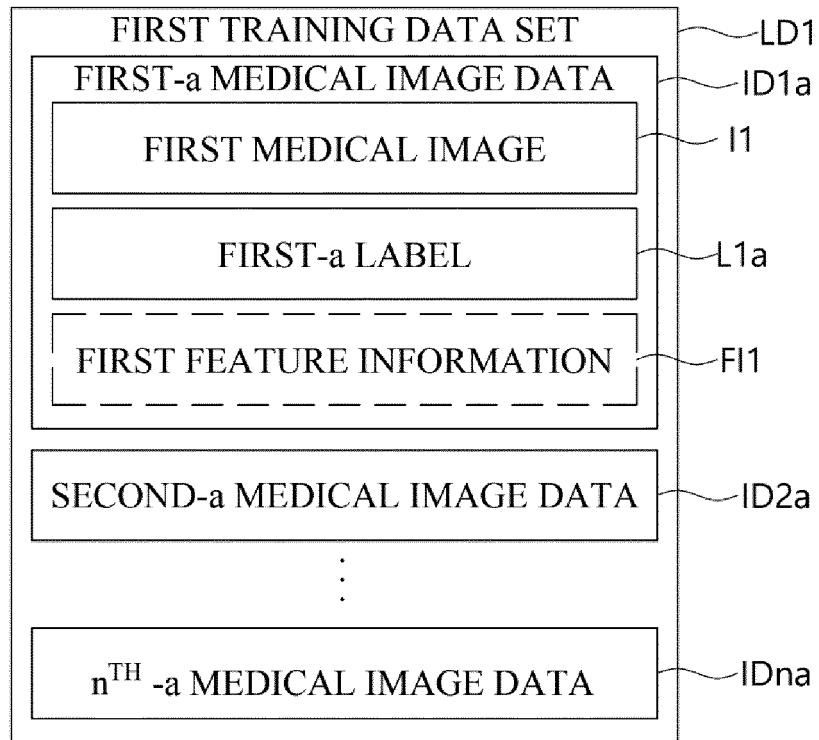 FIRST TRAINING DATA SET LD1
FIRST-a MEDICAL IMAGE DATA ID1a
FIRST MEDICAL IMAGE I1
FIRST-a LABEL L1a
FIRST FEATURE INFORMATION FI1
SECOND-a MEDICAL IMAGE DATA ID2a
nTH -a MEDICAL IMAGE DATA IDna